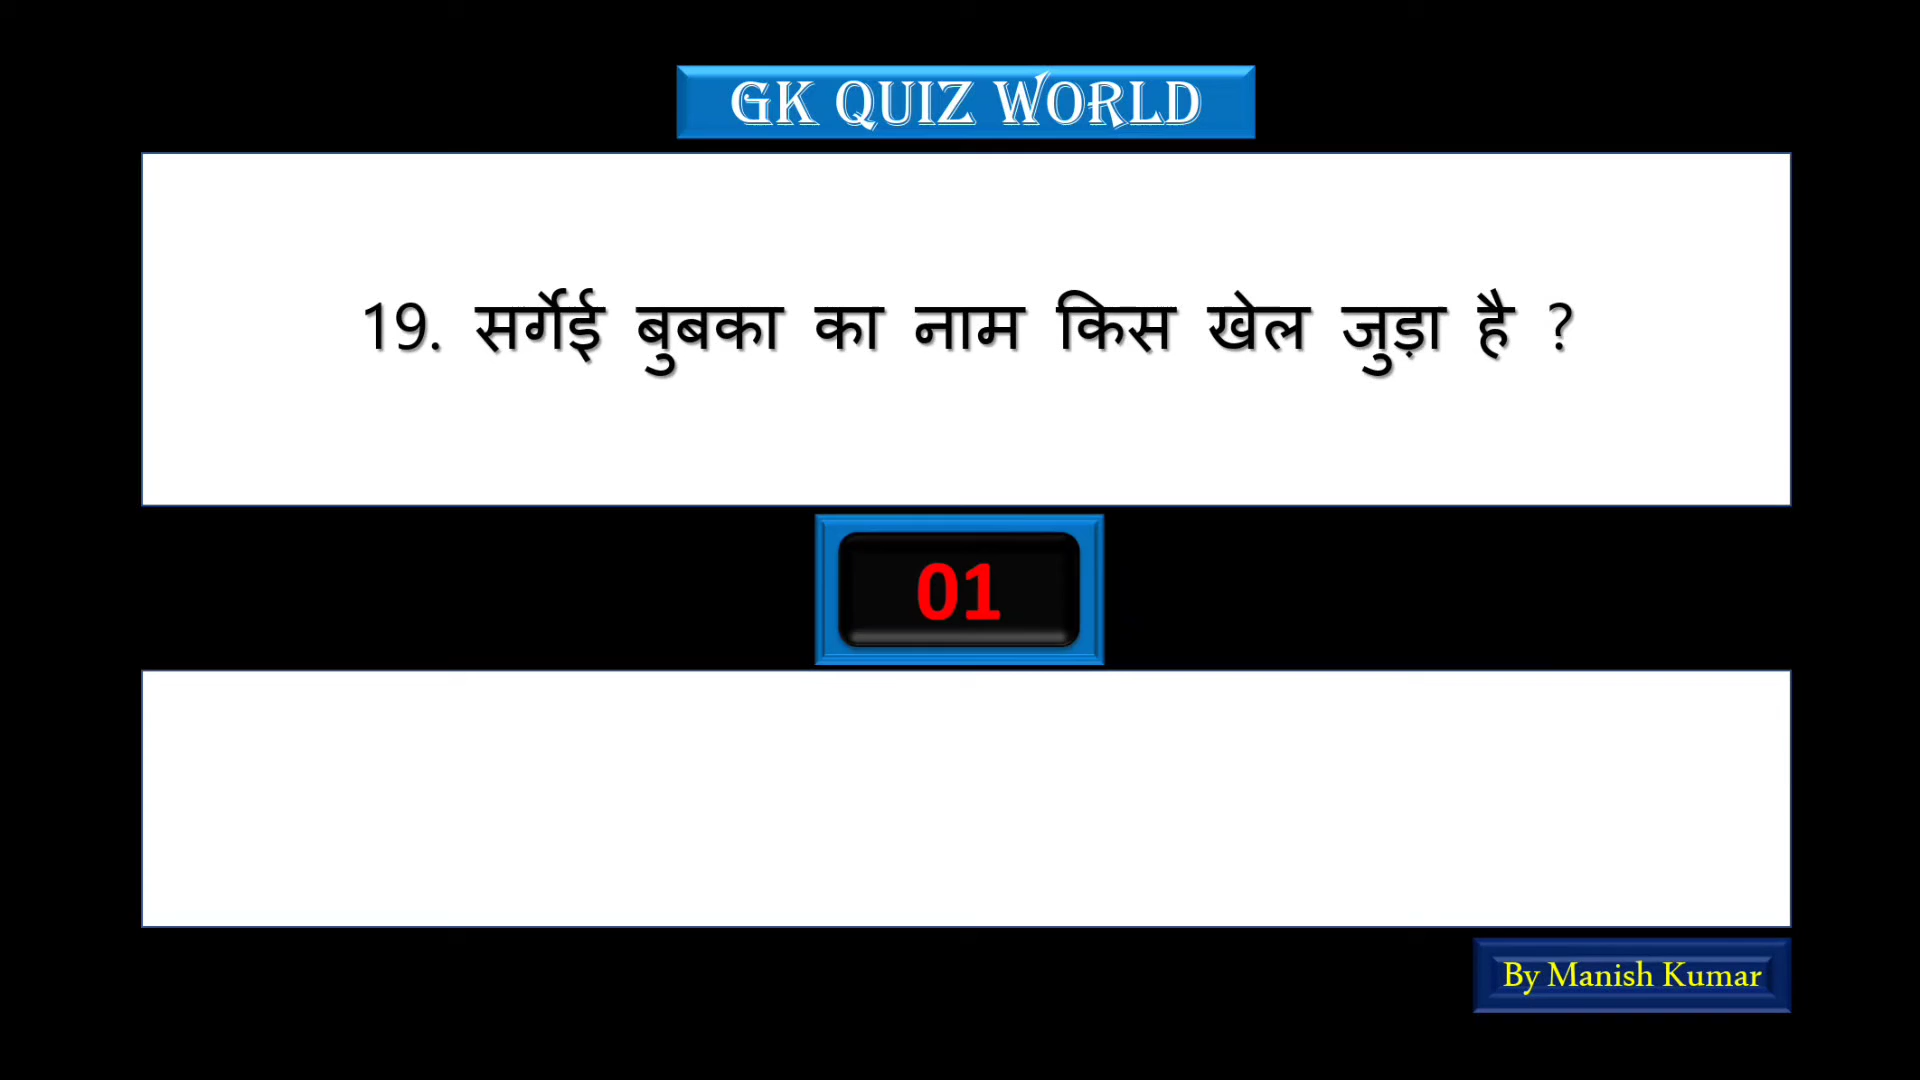 GK QUIZ WORLD
19. सर्गेई बुबका का नाम किस खेल जुड़ा है ?
01
By Manish Kumar